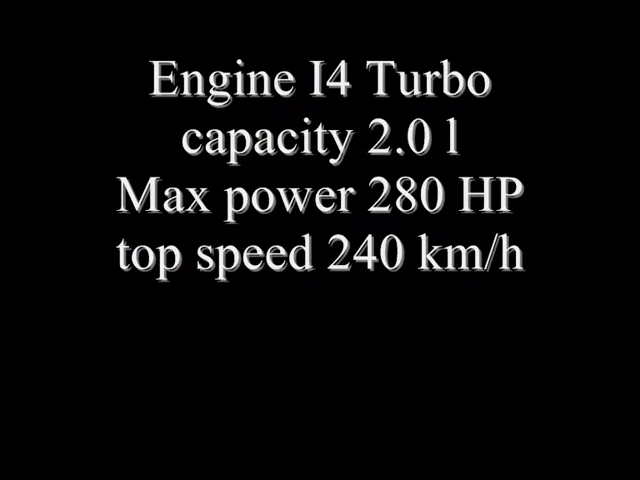 Engine I4 Turbo
capacity 2.0 l
Max power 280 HP
top speed 240 km/h